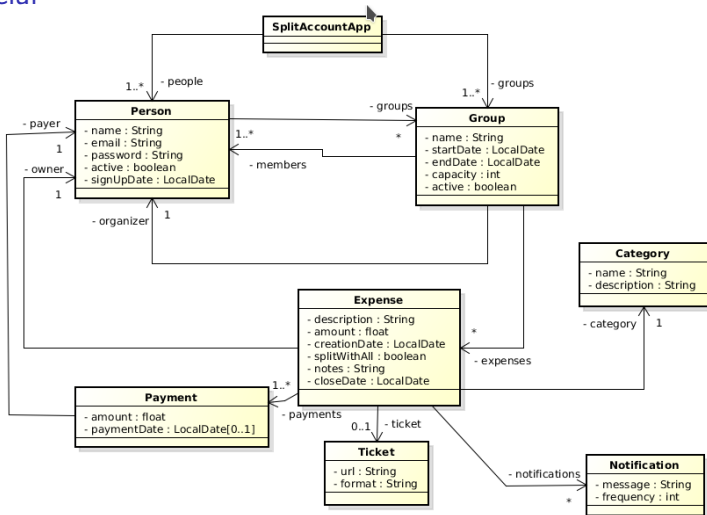 SplitAccountApp
1..*
- people
- groups
1..*
Person
- name : String
- email : String
- password : String
- active : boolean
- signUpDate : LocalDate
- groups
*
Group
- name : String
- startDate : LocalDate
- endDate : LocalDate
- capacity : int
- active : boolean
- payer
1
- owner
1
1..*
- members
- organizer
1
Category
- name : String
- description : String
- category
1
Expense
- description : String
- amount : float
- creationDate : LocalDate
- splitWithAll : boolean
- notes : String
- closeDate : LocalDate
*
- expenses
Payment
- amount : float
- paymentDate : LocalDate[0..1]
1..*
- payments
0..1
- ticket
Ticket
- url : String
- format : String
- notifications
*
Notification
- message : String
- frequency : int